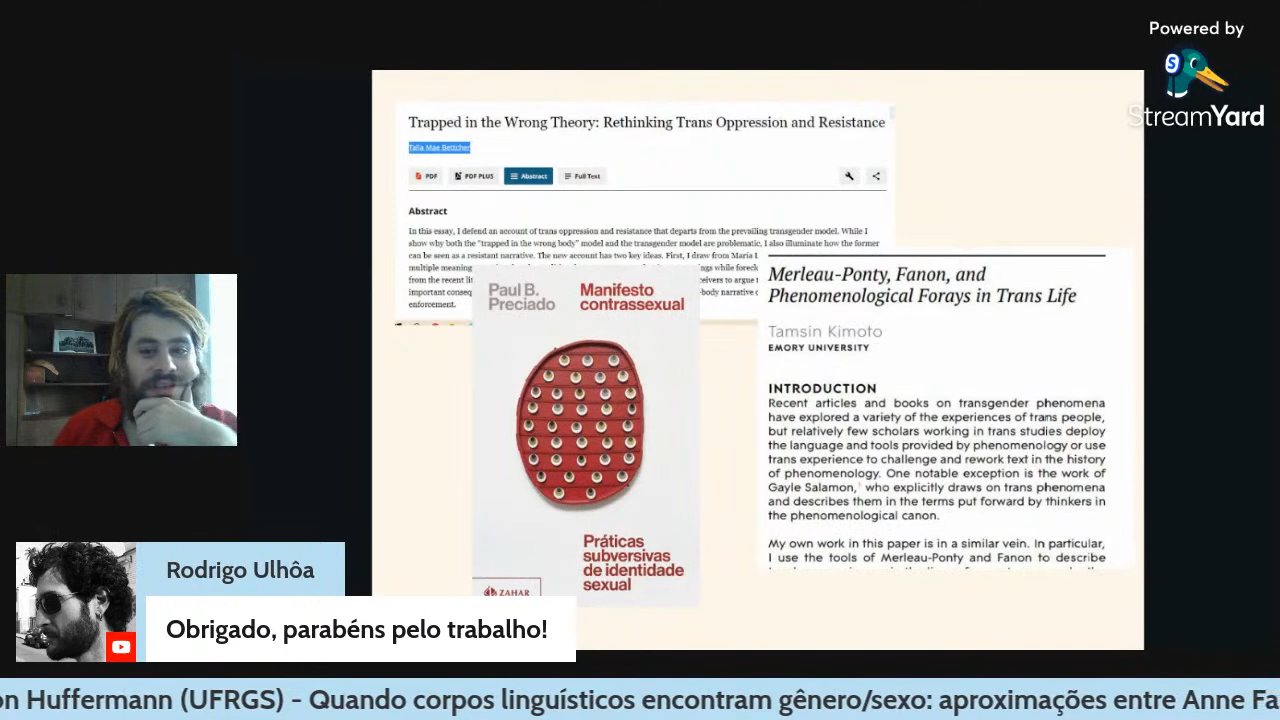 Powered by
S
StreamYard
Trapped in the Wrong Theory: Rethinking Trans Oppression and Resistance
Talia Mae Bettcher
PDF PDF PLUS Abstract Full Text
Abstract
In this essay, I defend an account of trans oppression and resistance that departs from the prevailing transgender model. While I
show why both the "trapped in the wrong body" model and the transgender model are problematic, I also illuminate how the former
can be seen as a resistant narrative. The new account has two key ideas. First, I draw from María L
multiple meaning ngs while foreck
from the recent lit ceivers to argue t
important conseq -body narrative c
enforcement.
Paul B.
Preciado
Manifesto
contrassexual
Práticas
subversivas
de identidade
sexual
ZAHAR
Merleau-Ponty, Fanon, and
Phenomenological Forays in Trans Life
Tamsin Kimoto
EMORY UNIVERSITY
INTRODUCTION
Recent articles and books on transgender phenomena
have explored a variety of the experiences of trans people,
but relatively few scholars working in trans studies deploy
the language and tools provided by phenomenology or use
trans experience to challenge and rework text in the history
of phenomenology. One notable exception is the work of
Gayle Salamon,¹ who explicitly draws on trans phenomena
and describes them in the terms put forward by thinkers in
the phenomenological canon.
My own work in this paper is in a similar vein. In particular,
I use the tools of Merleau-Ponty and Fanon to describe
Rodrigo Ulhôa
Obrigado, parabéns pelo trabalho!
on Huffermann (UFRGS) - Quando corpos linguísticos encontram gênero/sexo: aproximações entre Anne Fa